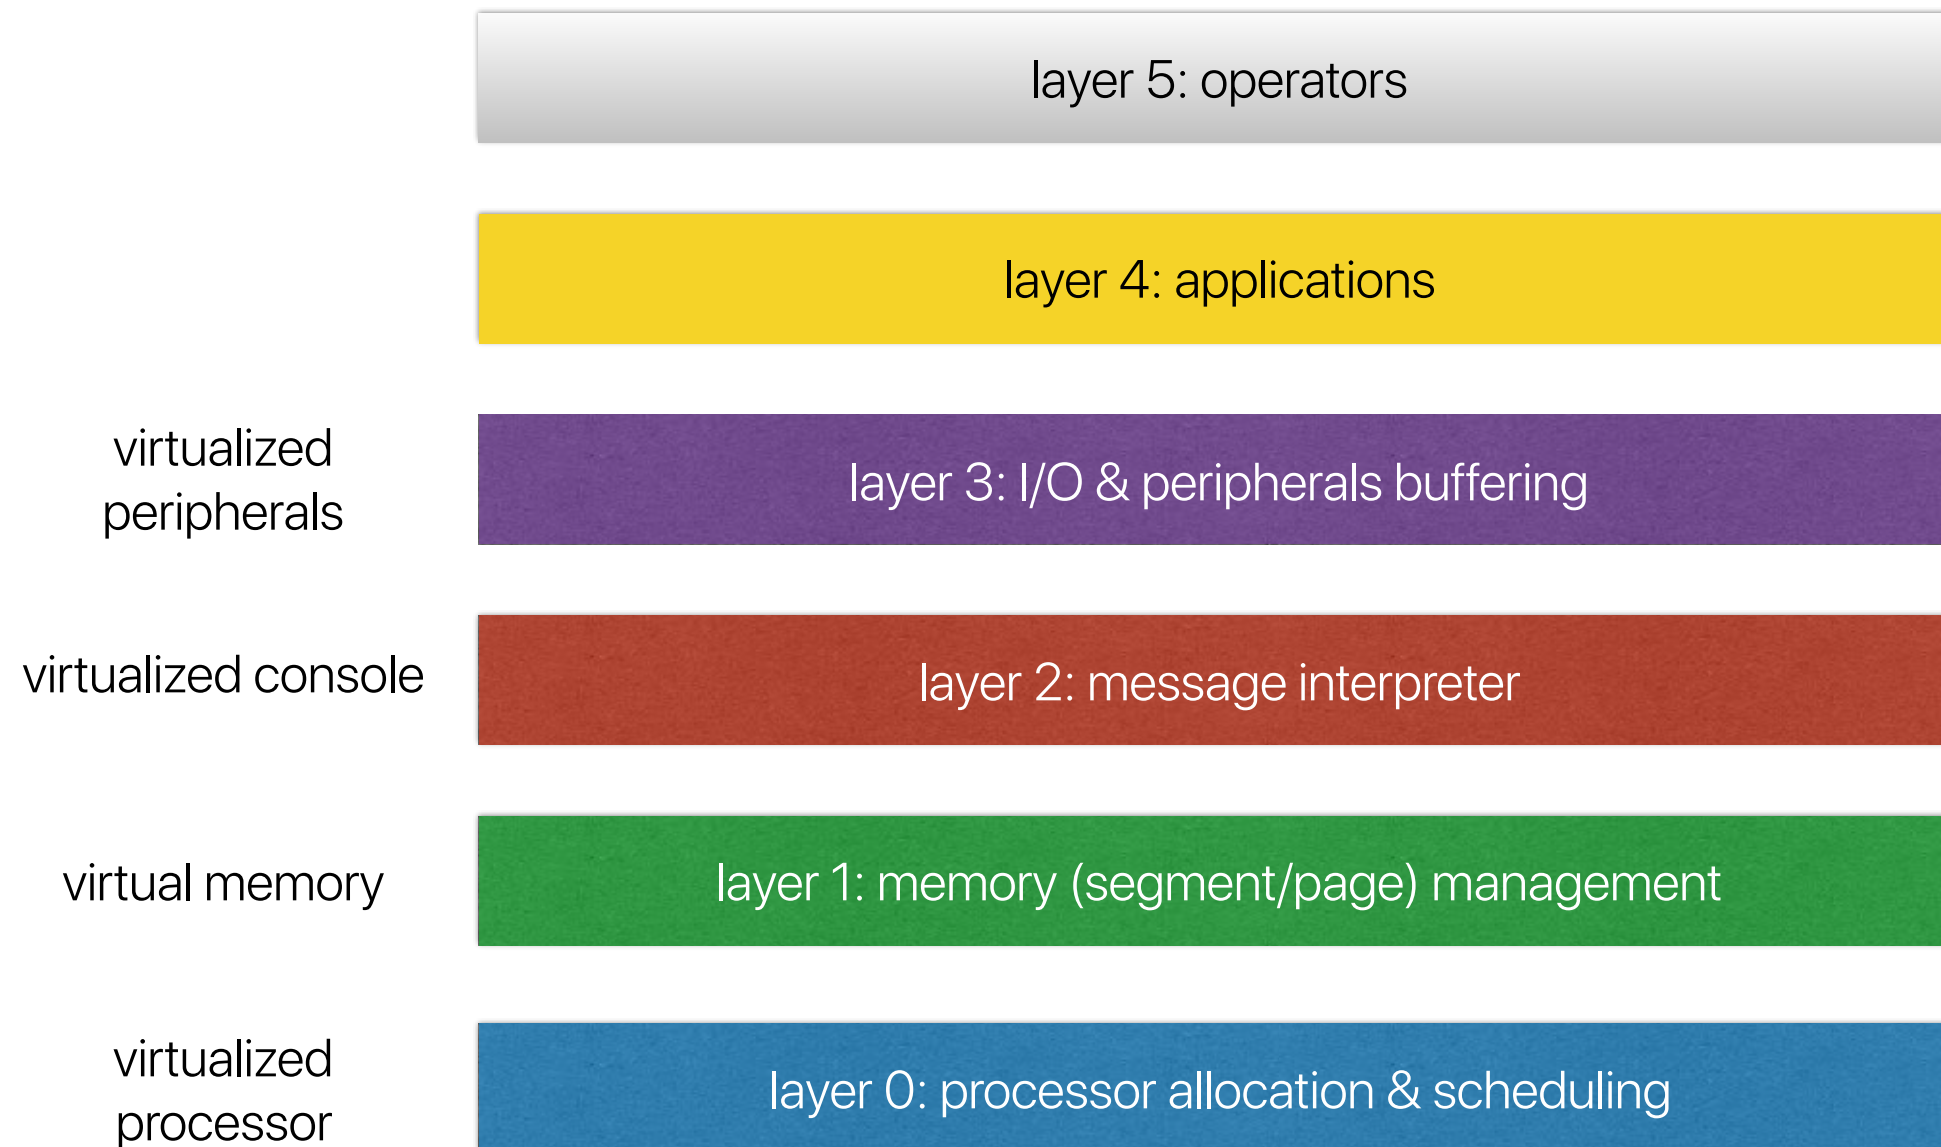 layer 5: operators
layer 4: applications
virtualized
peripherals
layer 3: I/O & peripherals buffering
virtualized console
layer 2: message interpreter
virtual memory
layer 1: memory (segment/page) management
virtualized
processor
layer 0: processor allocation & scheduling